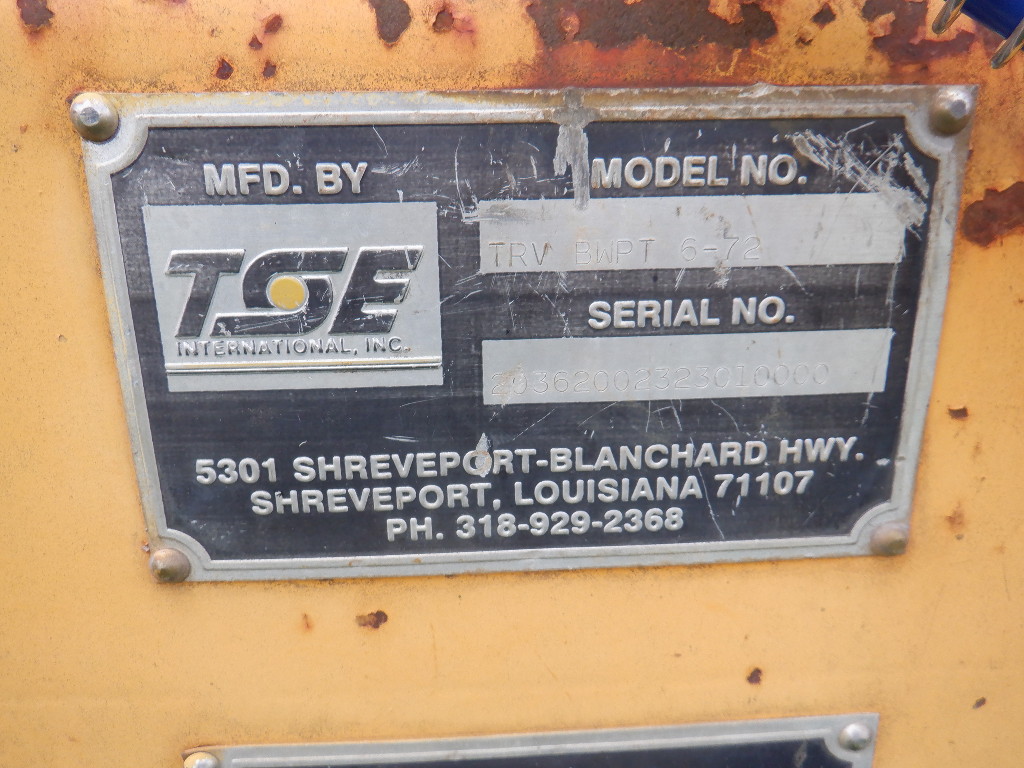 MFD. BY
TSE
INTERNATIONAL, INC.
MODEL NO.
TRV BWPT 6-72
SERIAL NO.
20362002323010000
5301 SHREVEPORT-BLANCHARD HWY.
SHREVEPORT, LOUISIANA 71107
PH. 318-929-2368